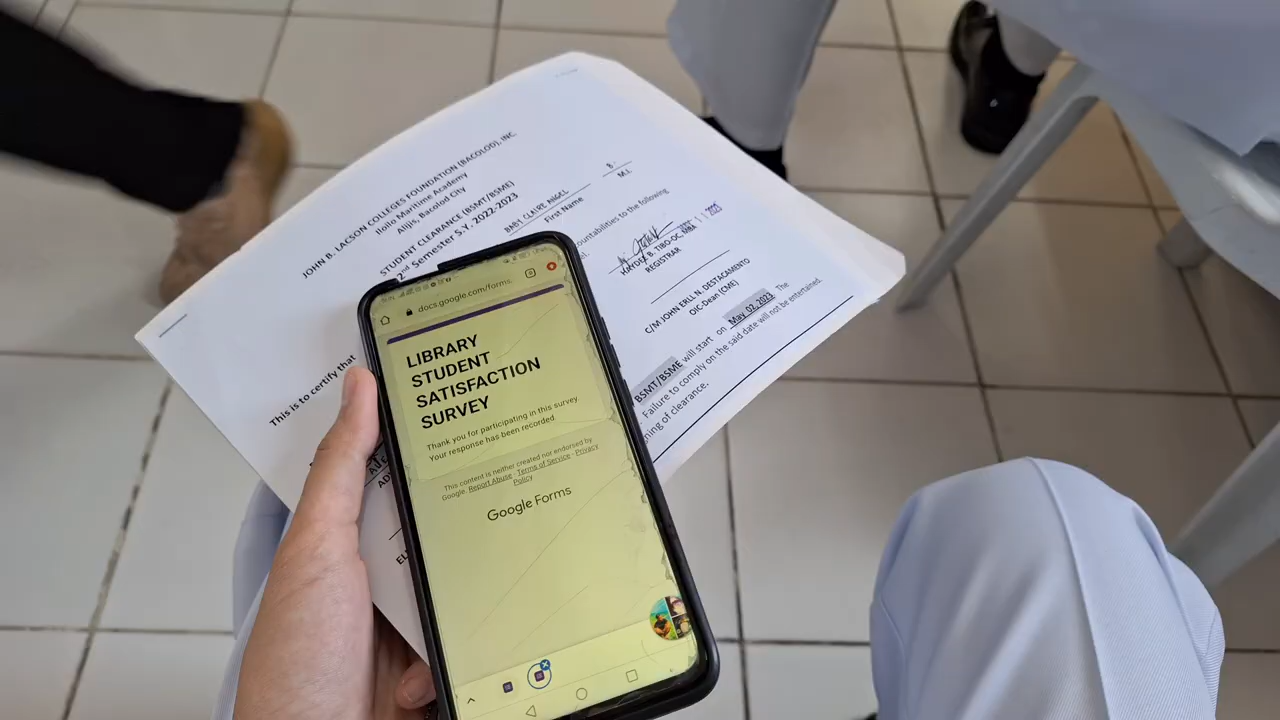 JOHN B. LACSON COLLEGES FOUNDATION (BACOLOD), INC.
Iloilo Maritime Academy
Alijis, Bacolod City
STUDENT CLEARANCE (BSMT/BSME)
2nd Semester S.Y. 2022-2023
BABY CLAIRE ANGEL
B.
First Name
M.I.
This is to certify that
ountabilities to the following
REGISTRAR
C/M JOHN ERLL N. DESTACAMENTO
OIC-Dean (CME)
BSMT/BSME will start on May 02,2023 The
Failure to comply on the said date will not be entertained.
ning of clearance.
docs.google.com/forms.
LIBRARY
STUDENT
SATISFACTION
SURVEY
Thank you for participating in this survey
Your response has been recorded
This content is neither created nor endorsed by
Google. Report Abuse - Terms of Service - Privacy
Policy
Google Forms